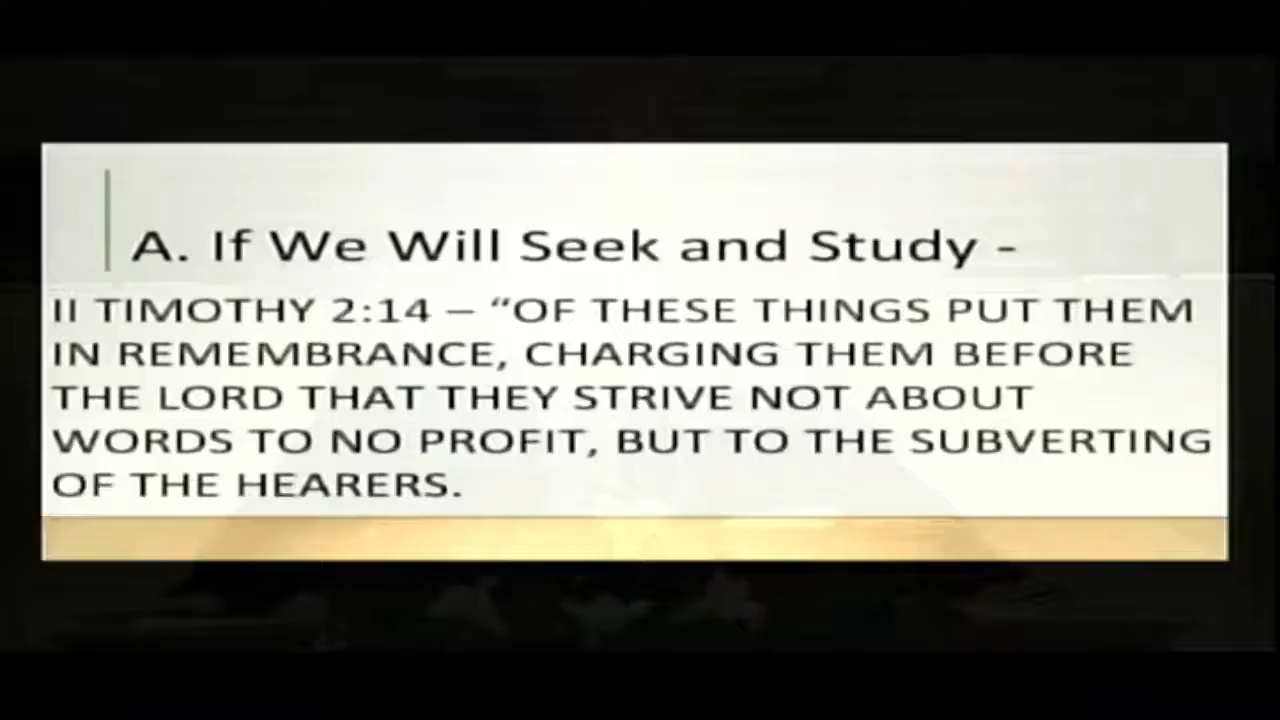 A. If We Will Seek and Study -
II TIMOTHY 2:14 – “OF THESE THINGS PUT THEM
IN REMEMBRANCE, CHARGING THEM BEFORE
THE LORD THAT THEY STRIVE NOT ABOUT
WORDS TO NO PROFIT, BUT TO THE SUBVERTING
OF THE HEARERS.